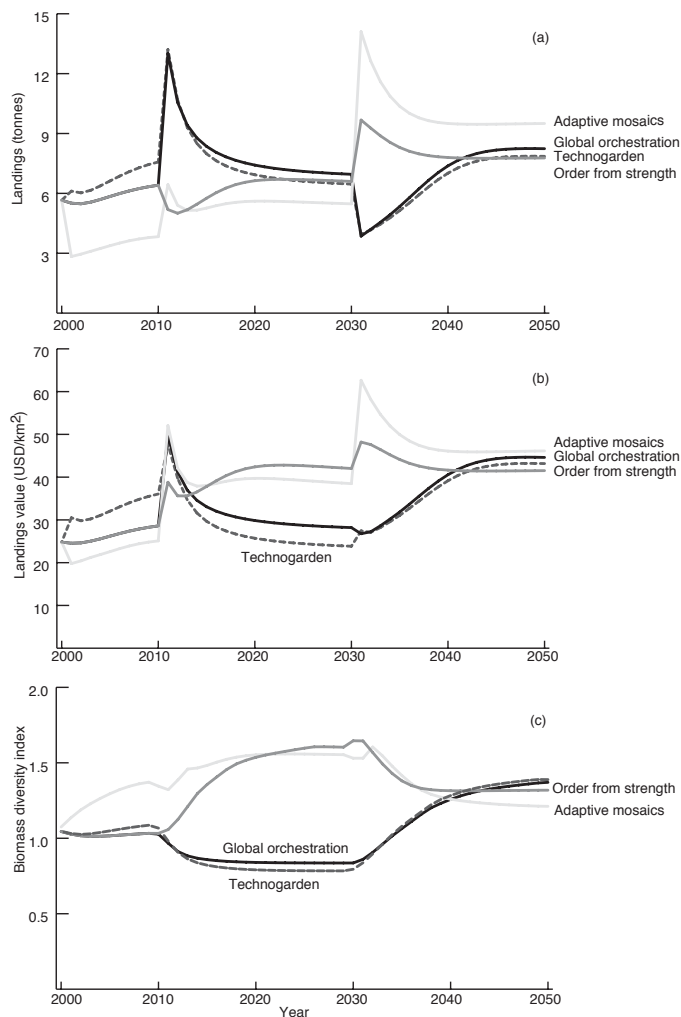 15
(a)
12
Landings (tonnes)
9
Adaptive mosaics
Global orchestration
Technogarden
Order from strength
6
3
2000 2010 2020 2030 2040 2050
70
(b)
60
Landings value (USD/km²)
50
Adaptive mosaics
Global orchestration
Order from strength
40
30
Technogarden
20
10
2000 2010 2020 2030 2040 2050
2.0
(c)
Biomass diversity index
1.5
Order from strength
Adaptive mosaics
1.0
Global orchestration
Technogarden
0.5
2000 2010 2020 2030 2040 2050
Year